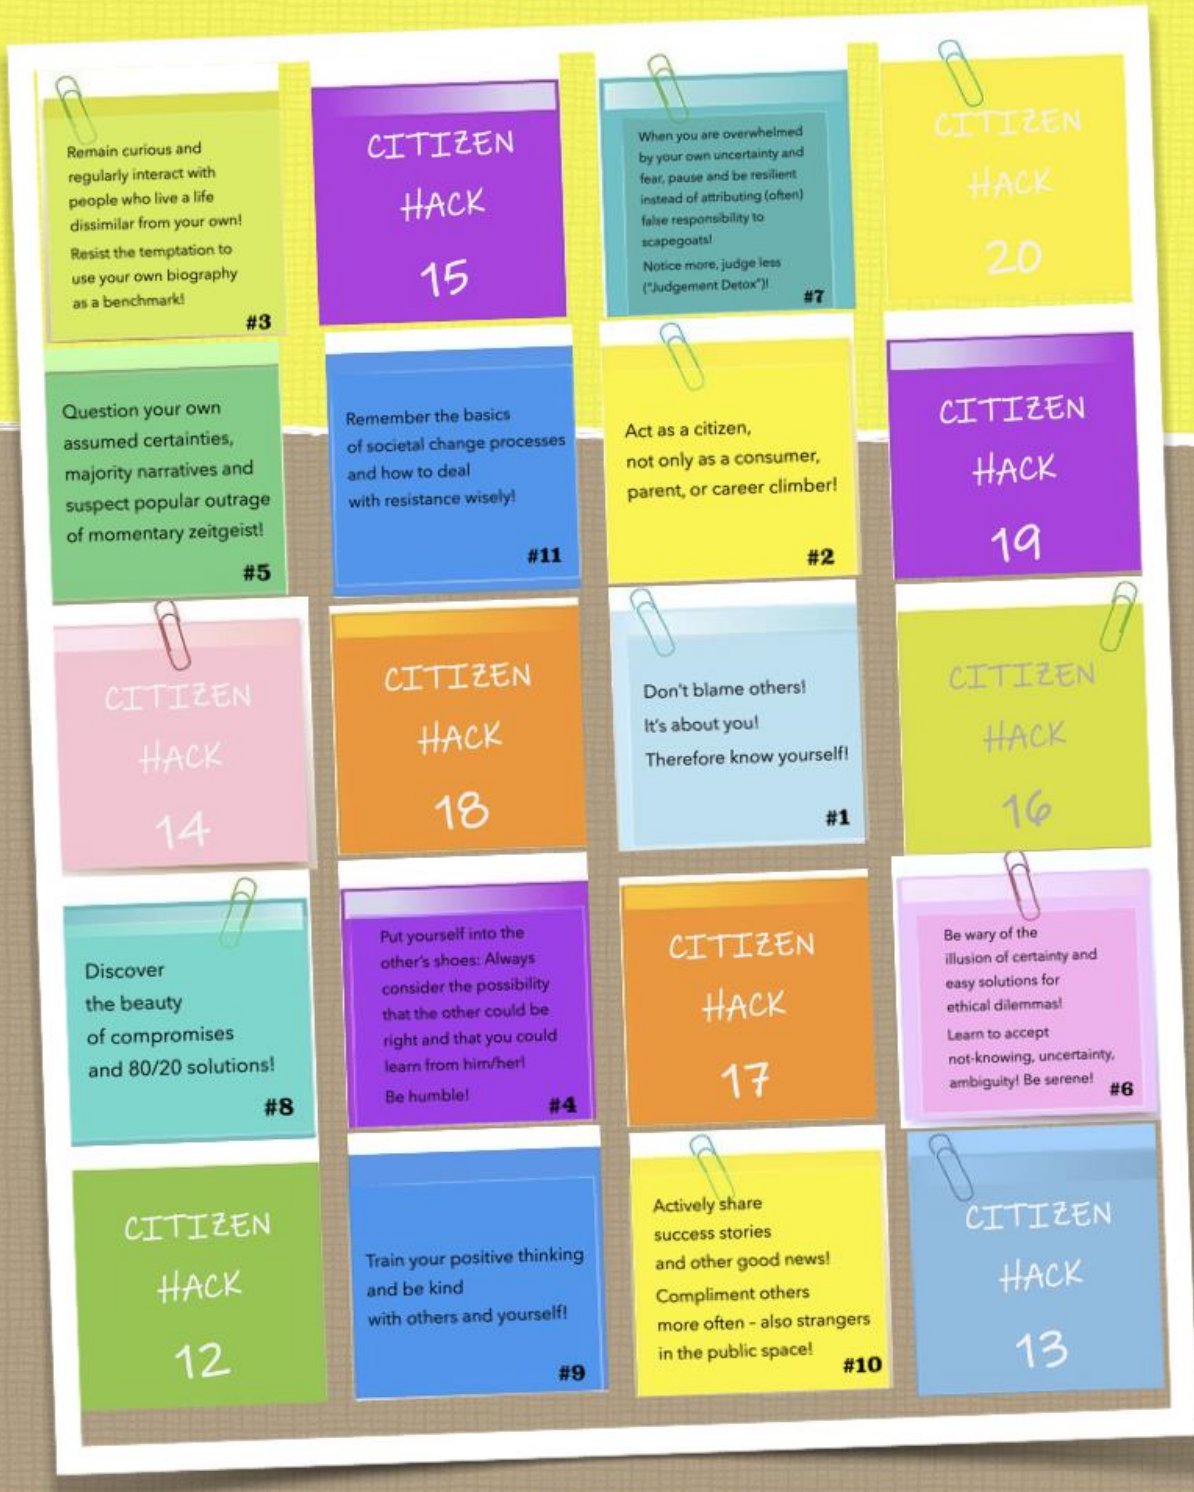 Remain curious and
regularly interact with
people who live a life
dissimilar from your own!
Resist the temptation to
use your own biography
as a benchmark!
#3
CITIZEN
HACK
15
When you are overwhelmed
by your own uncertainty and
fear, pause and be resilient
instead of attributing (often)
false responsibility to
scapegoats!
Notice more, judge less
("Judgement Detox")!
#7
CITIZEN
HACK
20
Question your own
assumed certainties,
majority narratives and
suspect popular outrage
of momentary zeitgeist!
#5
Remember the basics
of societal change processes
and how to deal
with resistance wisely!
#11
Act as a citizen,
not only as a consumer,
parent, or career climber!
#2
CITIZEN
HACK
19
CITIZEN
HACK
14
CITIZEN
HACK
18
Don't blame others!
It's about you!
Therefore know yourself!
#1
CITIZEN
HACK
16
Discover
the beauty
of compromises
and 80/20 solutions!
#8
Put yourself into the
other's shoes: Always
consider the possibility
that the other could be
right and that you could
learn from him/her!
Be humble!
#4
CITIZEN
HACK
17
Be wary of the
illusion of certainty and
easy solutions for
ethical dilemmas!
Learn to accept
not-knowing, uncertainty,
ambiguity! Be serene!
#6
CITIZEN
HACK
12
Train your positive thinking
and be kind
with others and yourself!
#9
Actively share
success stories
and other good news!
Compliment others
more often – also strangers
in the public space!
#10
CITIZEN
HACK
13